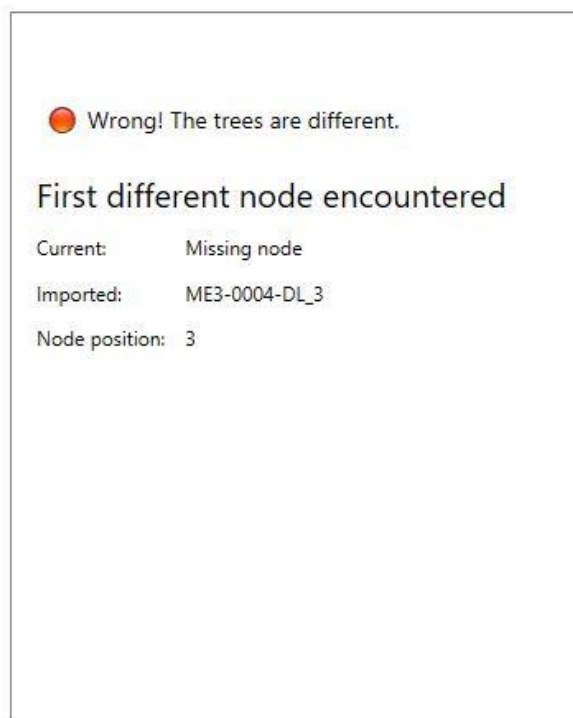 Wrong! The trees are different.
First different node encountered
Current: Missing node
Imported: ME3-0004-DL_3
Node position: 3